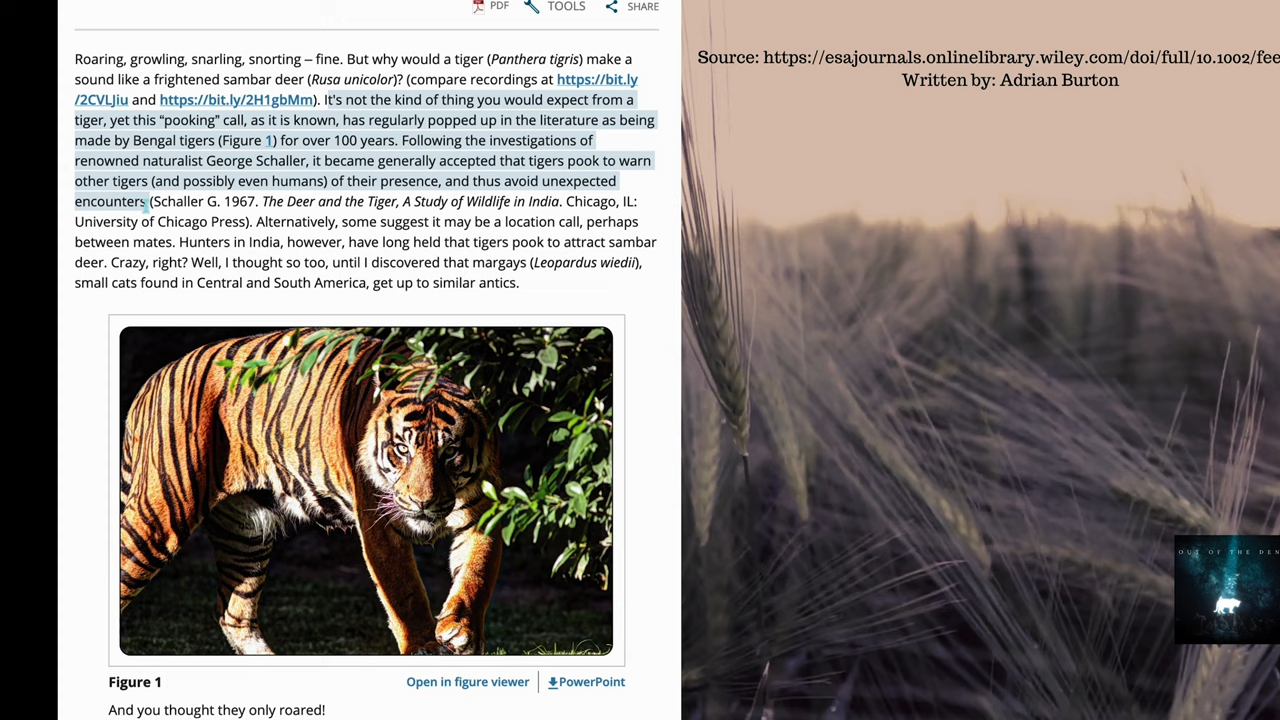 PDF TOOLS SHARE
Roaring, growling, snarling, snorting – fine. But why would a tiger (Panthera tigris) make a
sound like a frightened sambar deer (Rusa unicolor)? (compare recordings at https://bit.ly
/2CVLJiu and https://bit.ly/2H1gbMm). It's not the kind of thing you would expect from a
tiger, yet this “pooking” call, as it is known, has regularly popped up in the literature as being
made by Bengal tigers (Figure 1) for over 100 years. Following the investigations of
renowned naturalist George Schaller, it became generally accepted that tigers pook to warn
other tigers (and possibly even humans) of their presence, and thus avoid unexpected
encounters (Schaller G. 1967. The Deer and the Tiger, A Study of Wildlife in India. Chicago, IL:
University of Chicago Press). Alternatively, some suggest it may be a location call, perhaps
between mates. Hunters in India, however, have long held that tigers pook to attract sambar
deer. Crazy, right? Well, I thought so too, until I discovered that margays (Leopardus wiedii),
small cats found in Central and South America, get up to similar antics.
Figure 1
Open in figure viewer PowerPoint
And you thought they only roared!
Source: https://esajournals.onlinelibrary.wiley.com/doi/full/10.1002/fee
Written by: Adrian Burton
OUT OF THE DEN